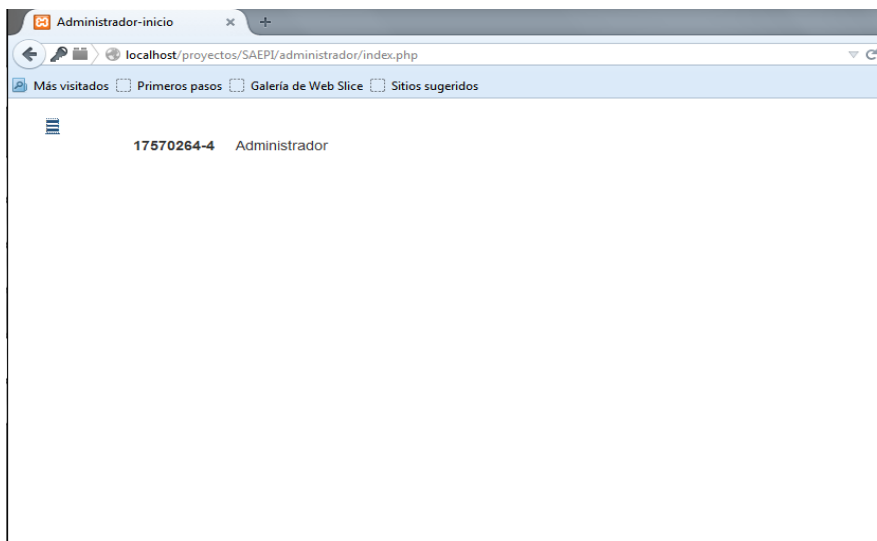 Administrador-inicio
localhost/proyectos/SAEPI/administrador/index.php
Más visitados Primeros pasos Galería de Web Slice Sitios sugeridos
17570264-4 Administrador